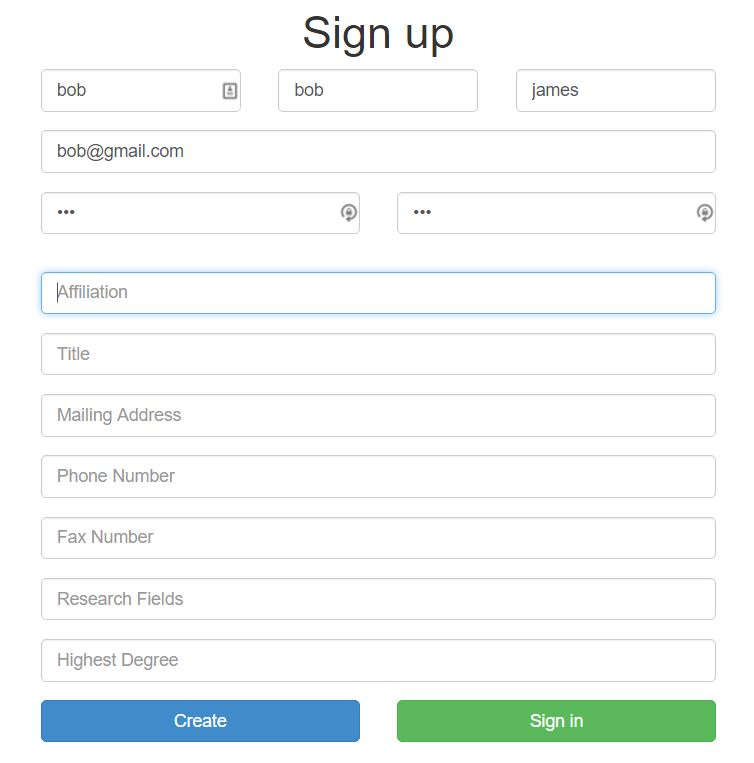 Sign up
bob bob james
bob@gmail.com
••• •••
Affiliation
Title
Mailing Address
Phone Number
Fax Number
Research Fields
Highest Degree
Create Sign in